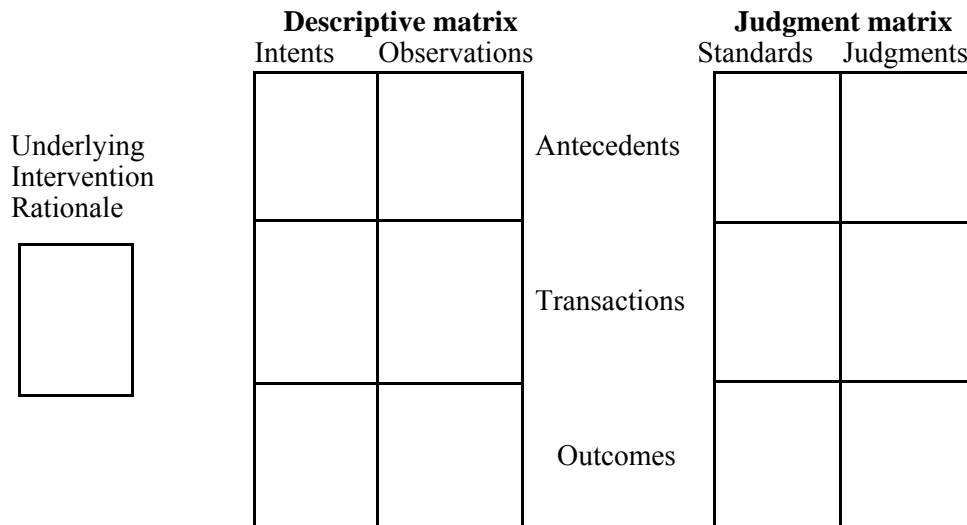 Descriptive matrix
Judgment matrix
Intents Observations
Standards Judgments
Underlying
Intervention
Rationale
Antecedents
Transactions
Outcomes